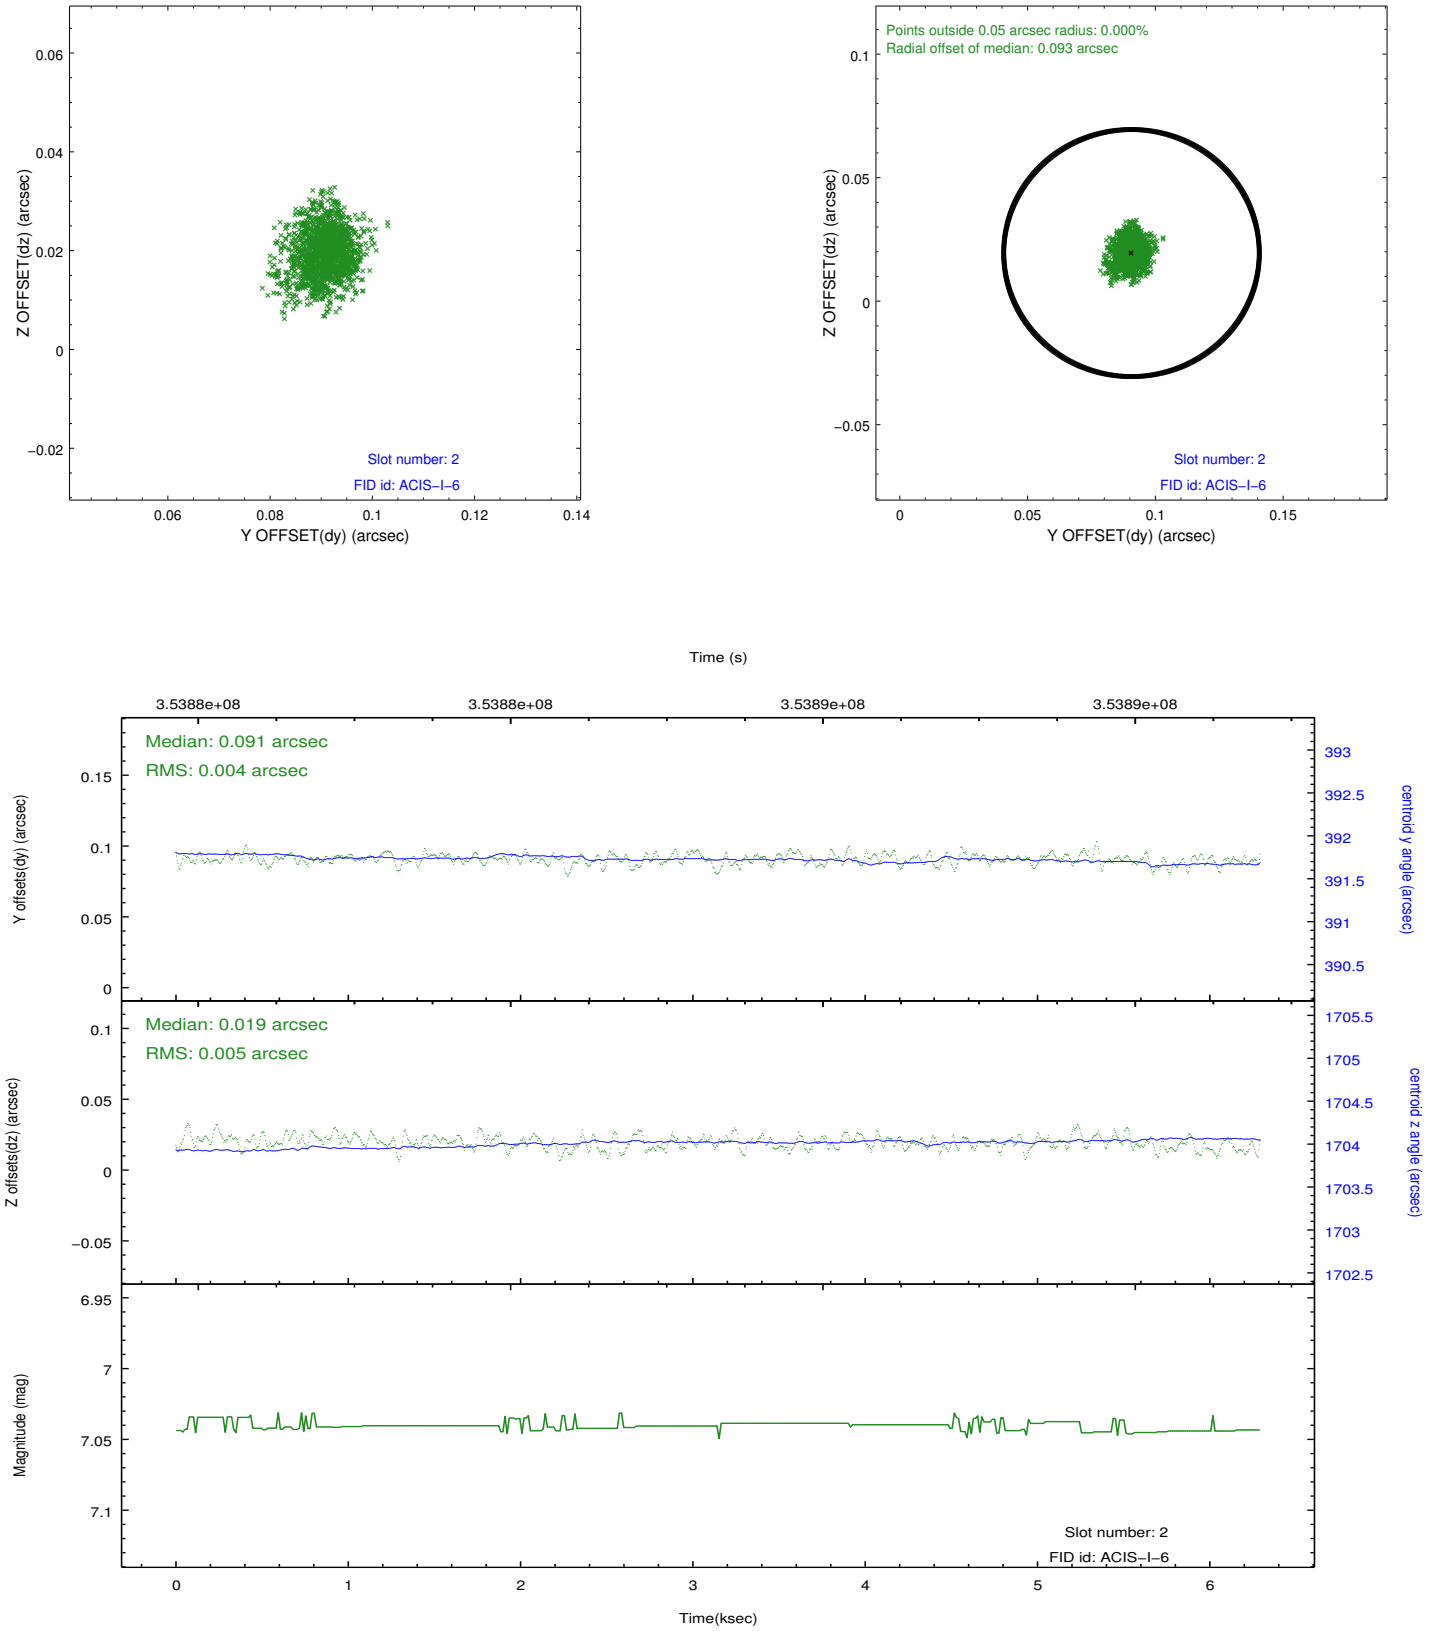 0.06
0.04
0.02
0
−0.02
Z OFFSET(dz) (arcsec)
Slot number: 2
FID id: ACIS−I−6
0.06 0.08 0.1 0.12 0.14
Y OFFSET(dy) (arcsec)
Points outside 0.05 arcsec radius: 0.000%
Radial offset of median: 0.093 arcsec
0.1
0.05
0
−0.05
Z OFFSET(dz) (arcsec)
Slot number: 2
FID id: ACIS−I−6
0 0.05 0.1 0.15
Y OFFSET(dy) (arcsec)
Time (s)
3.5388e+08 3.5388e+08 3.5389e+08 3.5389e+08
Median: 0.091 arcsec
RMS: 0.004 arcsec
0.15
0.1
0.05
0
Y offsets(dy) (arcsec)
393
392.5
392
391.5
391
390.5
centroid y angle (arcsec)
Median: 0.019 arcsec
RMS: 0.005 arcsec
0.1
0.05
0
−0.05
Z offsets(dz) (arcsec)
1705.5
1705
1704.5
1704
1703.5
1703
1702.5
centroid z angle (arcsec)
6.95
7
7.05
7.1
Magnitude (mag)
Slot number: 2
FID id: ACIS−I−6
0 1 2 3 4 5 6
Time(ksec)